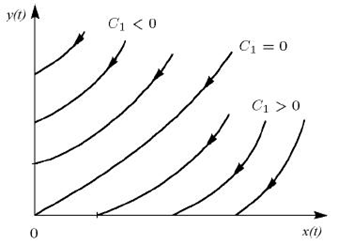 y(t)
C₁ < 0
C₁ = 0
C₁ > 0
0
x(t)